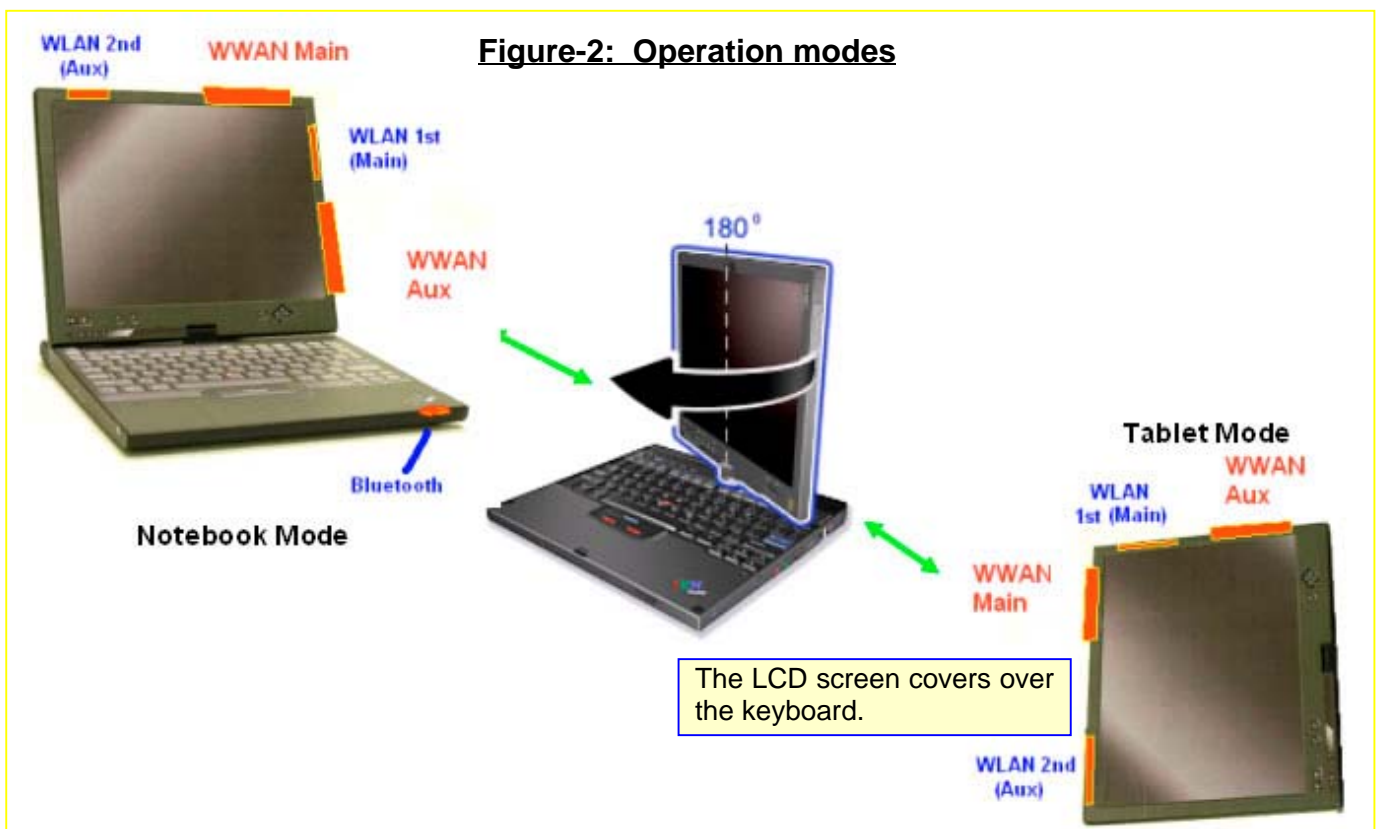 Figure-2: Operation modes
WLAN 2nd
(Aux)
WWAN Main
WLAN 1st
(Main)
WWAN
Aux
Bluetooth
Notebook Mode
180°
Tablet Mode
WWAN
Aux
WLAN
1st (Main)
WWAN
Main
The LCD screen covers over
the keyboard.
WLAN 2nd
(Aux)